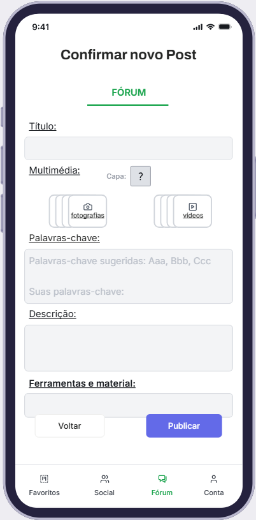 9:41
Confirmar novo Post
FÓRUM
Título:
Multimédia:
Capa: ?
fotografias
vídeos
Palavras-chave:
Palavras-chave sugeridas: Aaa, Bbb, Ccc
Suas palavras-chave:
Descrição:
Ferramentas e material:
Voltar
Publicar
Favoritos
Social
Fórum
Conta